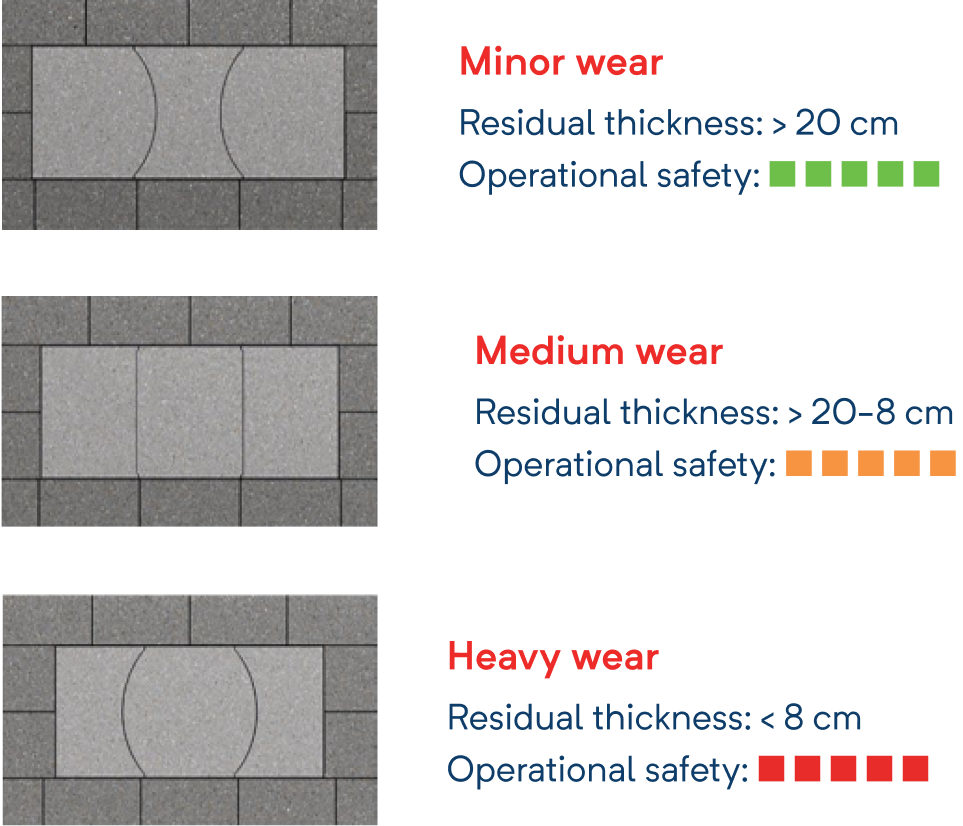 Minor wear
Residual thickness: > 20 cm
Operational safety:
Medium wear
Residual thickness: > 20–8 cm
Operational safety:
Heavy wear
Residual thickness: < 8 cm
Operational safety: